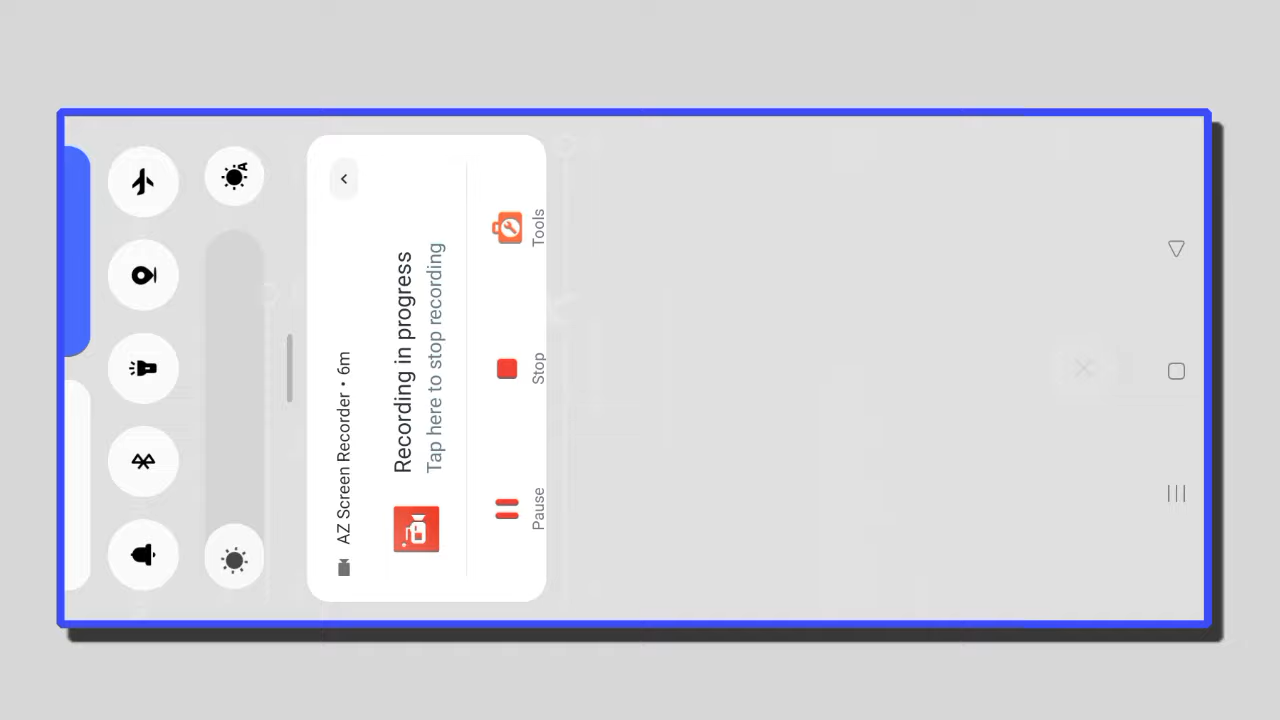 AZ Screen Recorder • 6m
Recording in progress
Tap here to stop recording
Pause
Stop
Tools